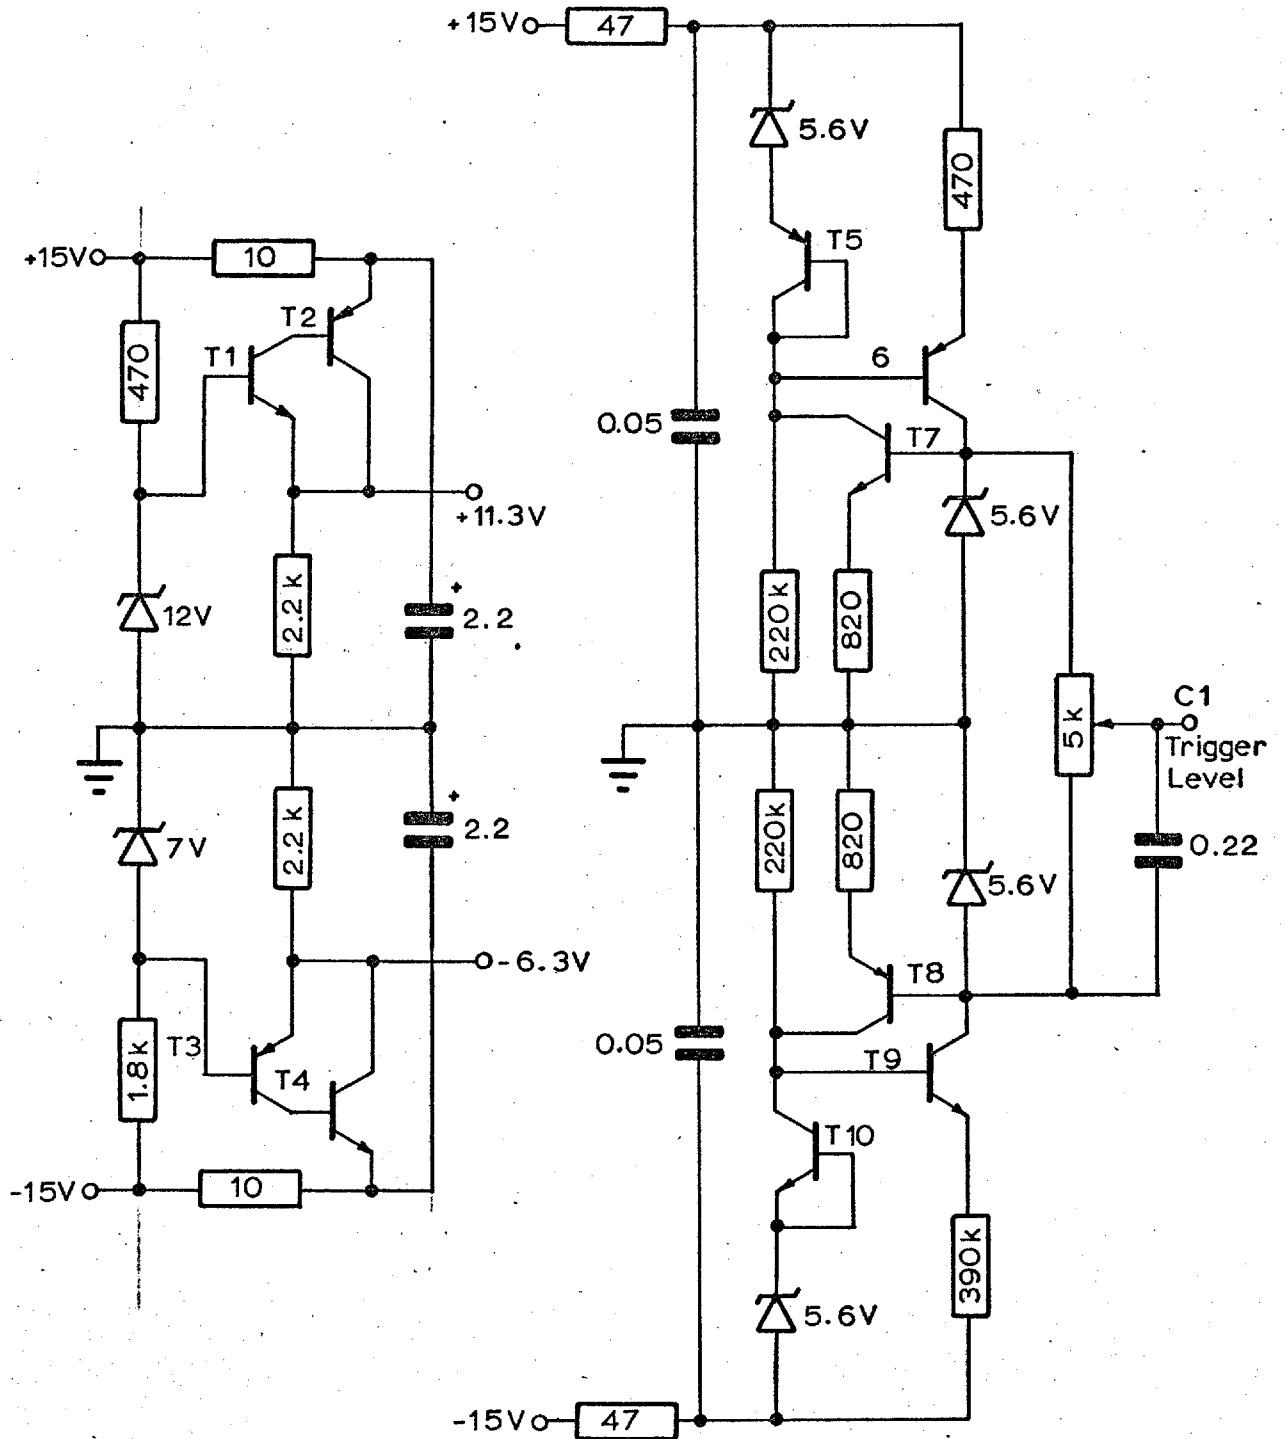 +15V
47
5.6V
470
T5
+15V
10
T2
T1
470
6
0.05
T7
+11.3V
5.6V
12V
2.2k
+
2.2
220k
820
5k
C1
Trigger
Level
7V
2.2k
+
2.2
220k
820
0.22
5.6V
-6.3V
T8
T3
1.8k
T4
0.05
T9
T10
-15V
10
390k
5.6V
-15V
47